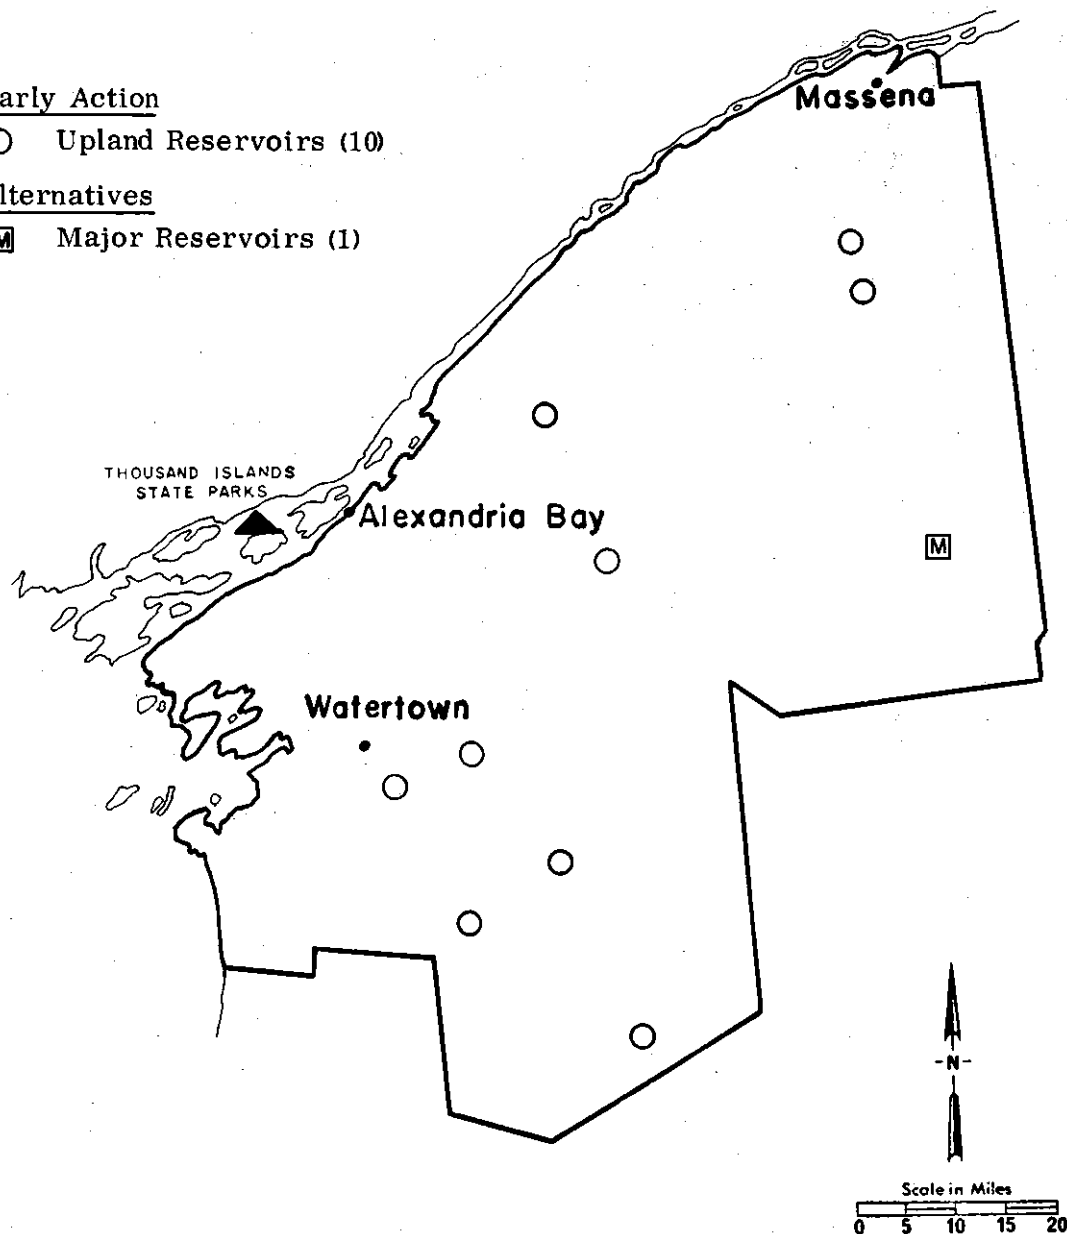 arly Action
Upland Reservoirs (10)
lternatives
M Major Reservoirs (1)
Massena
THOUSAND ISLANDS
STATE PARKS
Alexandria Bay
M
Watertown
-N-
Scale in Miles
0 5 10 15 20